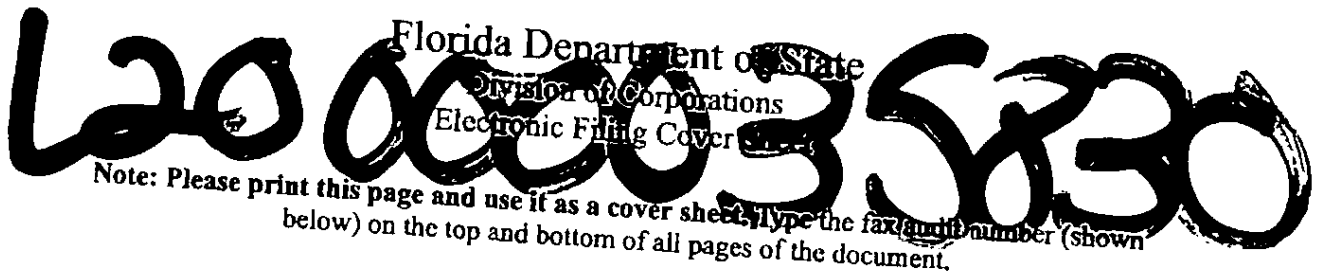 L20000035830
Florida Department of State
Division of Corporations
Electronic Filing Cover Sheet
Note: Please print this page and use it as a cover sheet. Type the fax audit number (shown
below) on the top and bottom of all pages of the document.